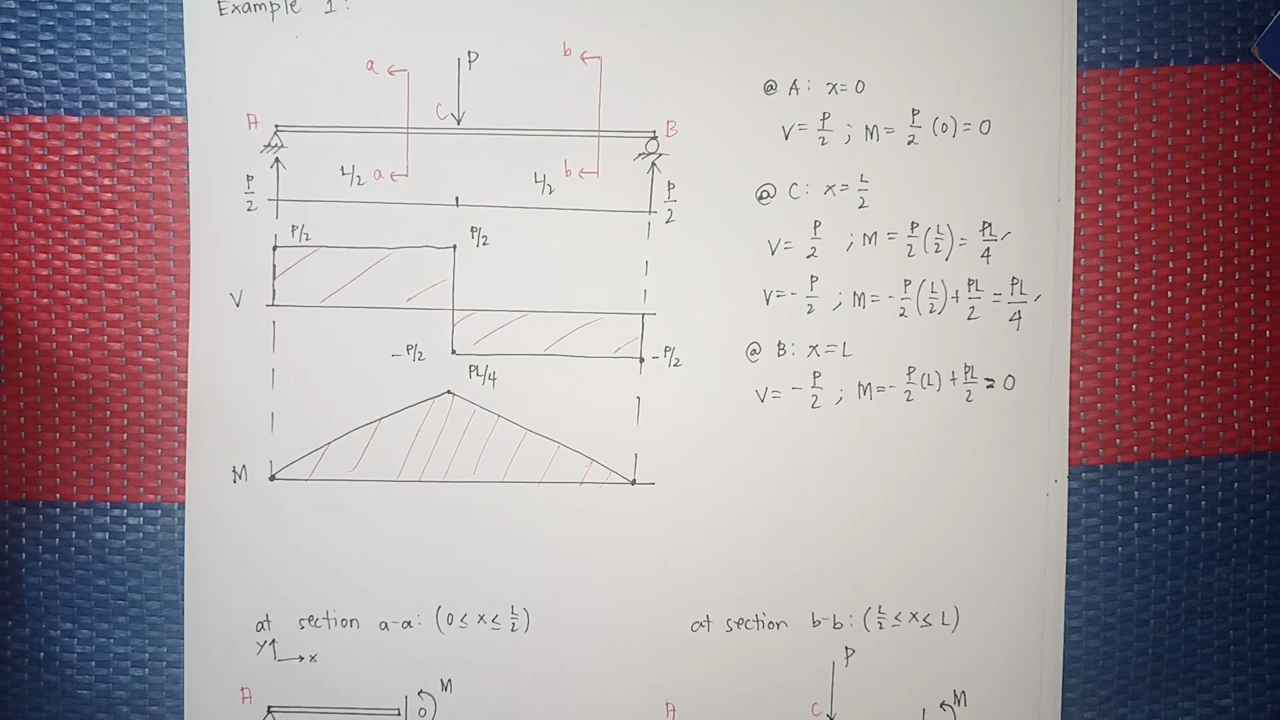 Example 1:
a P b
A C B
L/2 a L/2 b
P/2 P/2
P/2 P/2
V
-P/2 -P/2
PL/4
M
@ A: x=0
V= P/2 ; M= P/2 (0) = 0
@ C: x= L/2
V= P/2 ; M= P/2 (L/2) = PL/4
V= -P/2 ; M= -P/2 (L/2) + PL/2 = PL/4
@ B: x=L
V= -P/2 ; M= -P/2 (L) + PL/2 = 0
at section a-a: (0 ≤ x ≤ L/2)
y x
A O M
at section b-b: (L/2 ≤ x ≤ L)
P
A C M